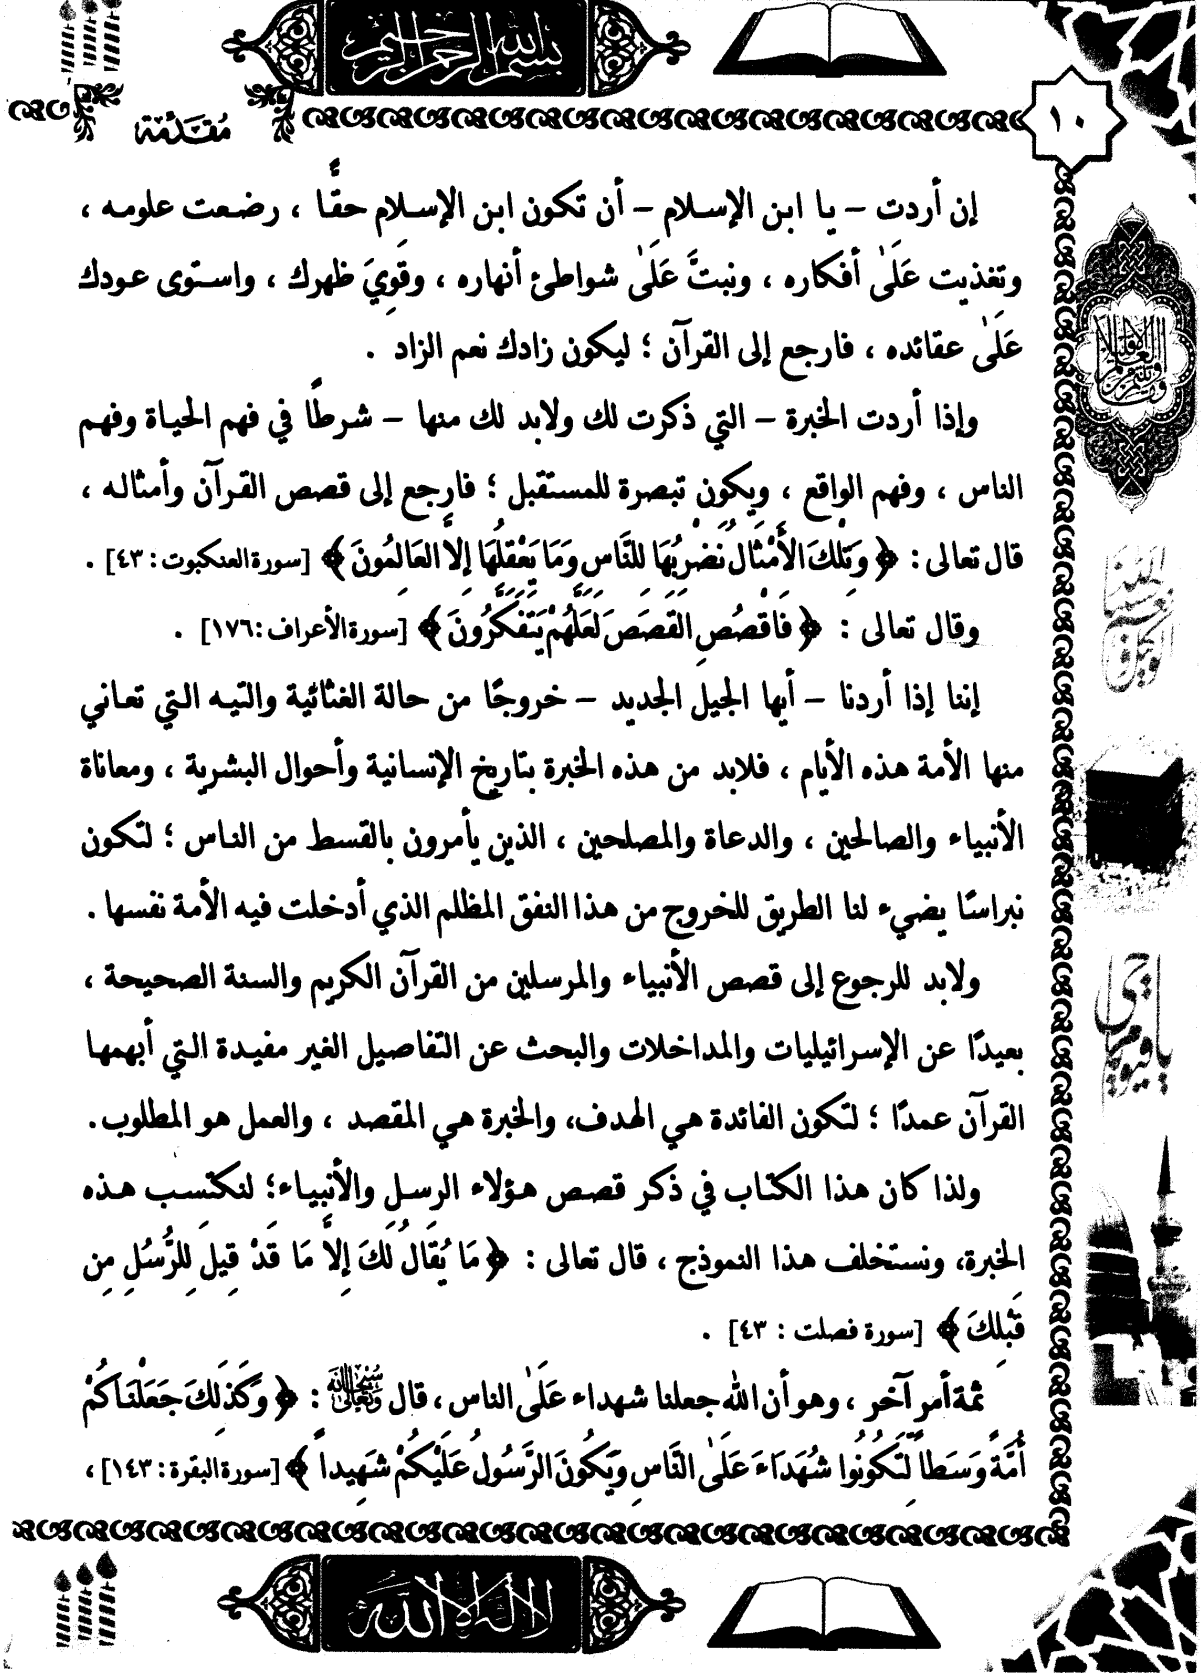 بسم الله الرحمن الرحيم
١٠
مُقَدِّمة
إن أردت – يا ابن الإسلام – أن تكون ابن الإسلام حقًّا ، رضعت علومه ،
وتغذيت عَلَىٰ أفكاره ، ونبتَّ عَلَىٰ شواطئ أنهاره ، وقَوِيَ ظهرك ، واستوى عودك
عَلَىٰ عقائده ، فارجع إلى القرآن ؛ ليكون زادك نعم الزاد .
وإذا أردت الخبرة – التي ذكرت لك ولابد لك منها – شرطًا في فهم الحياة وفهم
الناس ، وفهم الواقع ، ويكون تبصرة للمستقبل ؛ فارجع إلى قصص القرآن وأمثاله ،
قال تعالى : ﴿ وَتِلْكَ الأَمْثَالُ نَضْرِبُهَا لِلنَّاسِ وَمَا يَعْقِلُهَا إِلاَّ العَالِمُونَ ﴾ [سورة العنكبوت : ٤٣] .
وقال تعالى : ﴿ فَاقْصُصِ القَصَصَ لَعَلَّهُمْ يَتَفَكَّرُونَ ﴾ [سورة الأعراف : ١٧٦] .
إننا إذا أردنا – أيها الجيل الجديد – خروجًا من حالة الغثائية والتيه التي تعاني
منها الأمة هذه الأيام ، فلابد من هذه الخبرة بتاريخ الإنسانية وأحوال البشرية ، ومعاناة
الأنبياء والصالحين ، والدعاة والمصلحين ، الذين يأمرون بالقسط من الناس ؛ لتكون
نبراسًا يضيء لنا الطريق للخروج من هذا النفق المظلم الذي أدخلت فيه الأمة نفسها .
ولابد للرجوع إلى قصص الأنبياء والمرسلين من القرآن الكريم والسنة الصحيحة ،
بعيدًا عن الإسرائيليات والمداخلات والبحث عن التفاصيل الغير مفيدة التي أبهمها
القرآن عمدًا ؛ لتكون الفائدة هي الهدف، والخبرة هي المقصد ، والعمل هو المطلوب.
ولذا كان هذا الكتاب في ذكر قصص هؤلاء الرسل والأنبياء؛ لنكتسب هذه
الخبرة، ونستخلف هذا النموذج ، قال تعالى : ﴿ مَا يُقَالُ لَكَ إِلاَّ مَا قَدْ قِيلَ لِلرُّسُلِ مِن
قَبْلِكَ ﴾ [سورة فصلت : ٤٣] .
ثمة أمر آخر ، وهو أن الله جعلنا شهداء عَلَىٰ الناس ، قال سبحانه وتعالى : ﴿ وَكَذَلِكَ جَعَلْنَاكُمْ
أُمَّةً وَسَطاً لِّتَكُونُوا شُهَدَاءَ عَلَى النَّاسِ وَيَكُونَ الرَّسُولُ عَلَيْكُمْ شَهِيداً ﴾ [سورة البقرة : ١٤٣] ،
لا اله الا الله